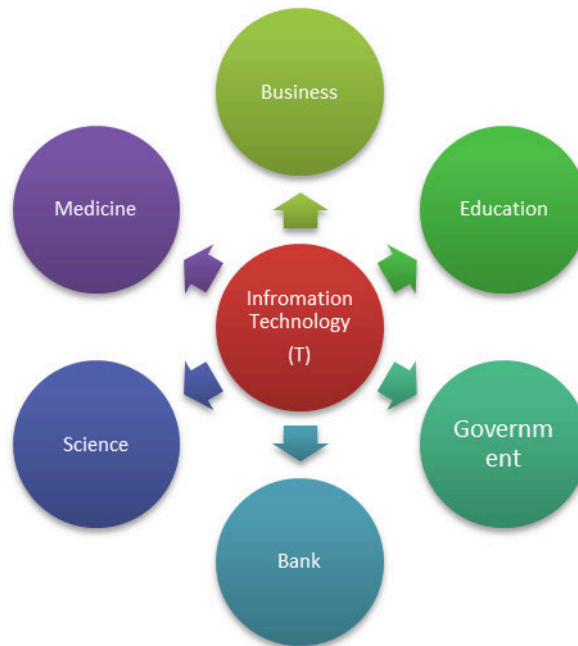 Business
Medicine
Education
Infromation
Technology
(T)
Science
Governm
ent
Bank